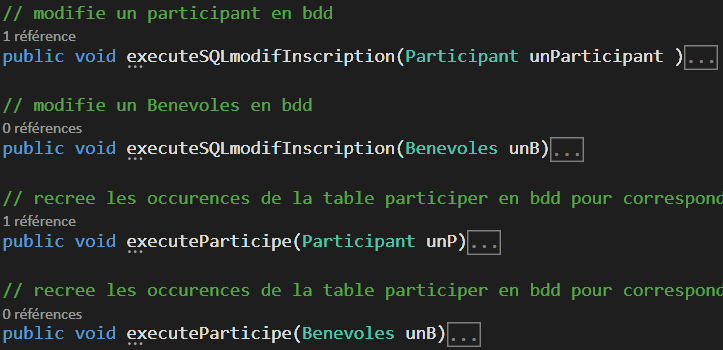 // modifie un participant en bdd
1 référence
public void executeSQLmodifInscription(Participant unParticipant )...
// modifie un Benevoles en bdd
0 références
public void executeSQLmodifInscription(Benevoles unB)...
// recree les occurences de la table participer en bdd pour correspond
1 référence
public void executeParticipe(Participant unP)...
// recree les occurences de la table participer en bdd pour correspond
0 références
public void executeParticipe(Benevoles unB)...